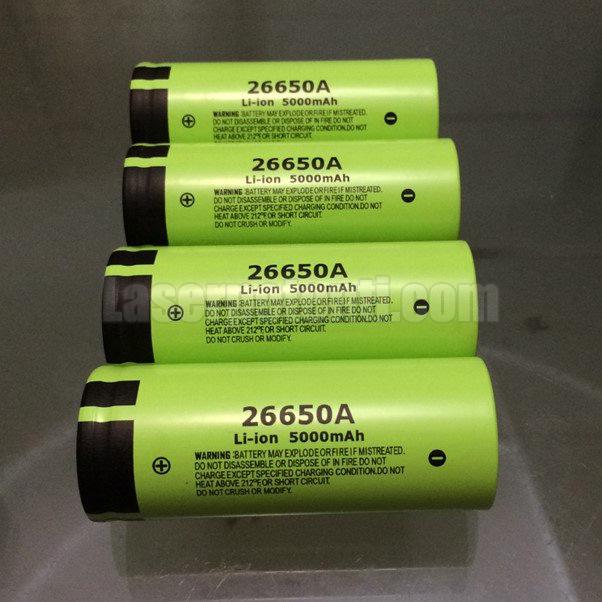 26650A
Li-ion 5000mAh
WARNING:BATTERY MAY EXPLODE OR FIRE IF MISTREATED.
DO NOT DISASSEMBLE OR DISPOSE OF IN FIRE DO NOT
CHARGE EXCEPT SPECIFIED CHARGING CONDITION.DO NOT
HEAT ABOVE 212°F OR SHORT CIRCUIT.
26650A
Li-ion 5000mAh
WARNING:BATTERY MAY EXPLODE OR FIRE IF MISTREATED.
DO NOT DISASSEMBLE OR DISPOSE OF IN FIRE DO NOT
CHARGE EXCEPT SPECIFIED CHARGING CONDITION.DO NOT
HEAT ABOVE 212°F OR SHORT CIRCUIT.
DO NOT CRUSH OR MODIFY.
26650A
Li-ion 5000mAh
WARNING:BATTERY MAY EXPLODE OR FIRE IF MISTREATED.
DO NOT DISASSEMBLE OR DISPOSE OF IN FIRE DO NOT
CHARGE EXCEPT SPECIFIED CHARGING CONDITION.DO NOT
HEAT ABOVE 212°F OR SHORT CIRCUIT.
DO NOT CRUSH OR MODIFY.
26650A
Li-ion 5000mAh
WARNING:BATTERY MAY EXPLODE OR FIRE IF MISTREATED.
DO NOT DISASSEMBLE OR DISPOSE OF IN FIRE DO NOT
CHARGE EXCEPT SPECIFIED CHARGING CONDITION.DO NOT
HEAT ABOVE 212°F OR SHORT CIRCUIT.
DO NOT CRUSH OR MODIFY.